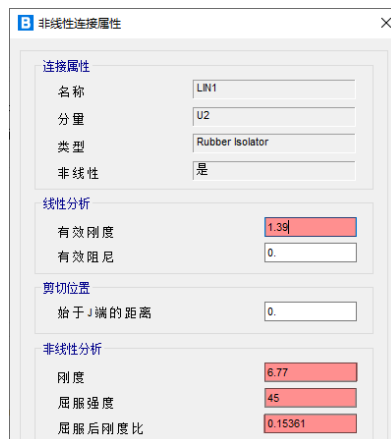 B 非线性连接属性
连接属性
名称 LIN1
分量 U2
类型 Rubber Isolator
非线性 是
线性分析
有效刚度 1.39
有效阻尼 0.
剪切位置
始于J端的距离 0.
非线性分析
刚度 6.77
屈服强度 45
屈服后刚度比 0.15361